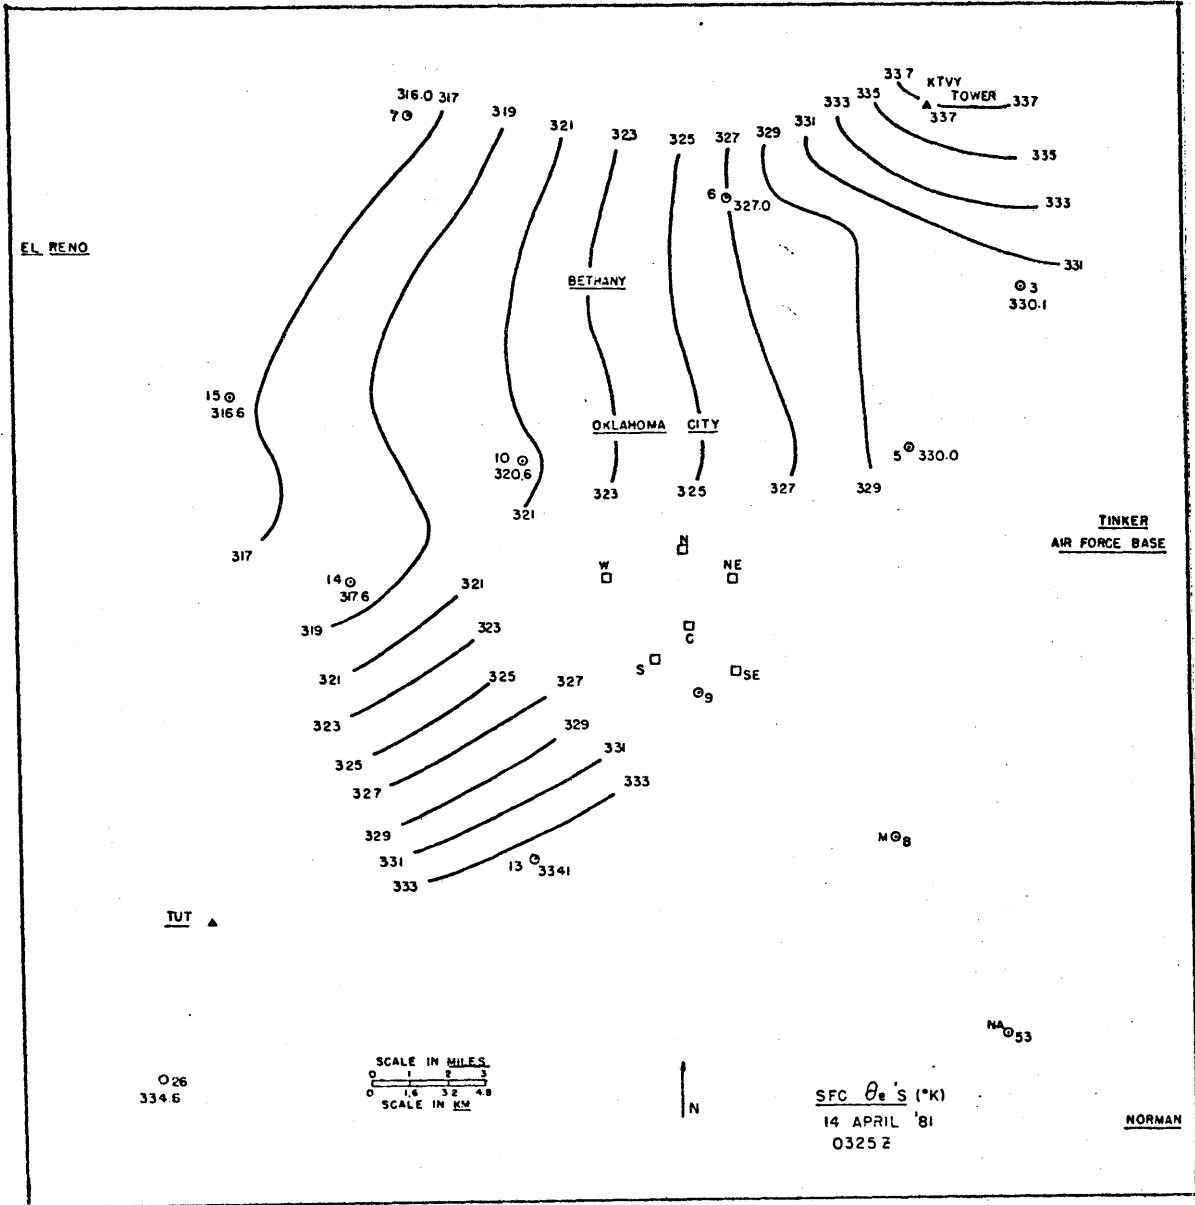 337 KTVY
TOWER
316.0 317 319 321 323 325 327 329 331 333 335 337 337
7
335
6 327.0 333
EL RENO
331
BETHANY
3
330.1
15
316.6
OKLAHOMA CITY
10
320.6
5 330.0
321 323 325 327 329
317
TINKER
AIR FORCE BASE
N
W NE
14
317.6
321
319
323
C
S SE
321
325 327
9
323
329
325
331
327
333
329
M 8
331
13 334.1
333
TUT
NA 53
26
334.6
SCALE IN MILES
0 1 2 3
0 1.6 3.2 4.8
SCALE IN KM
N
SFC θe'S (°K)
14 APRIL '81
0325Z
NORMAN